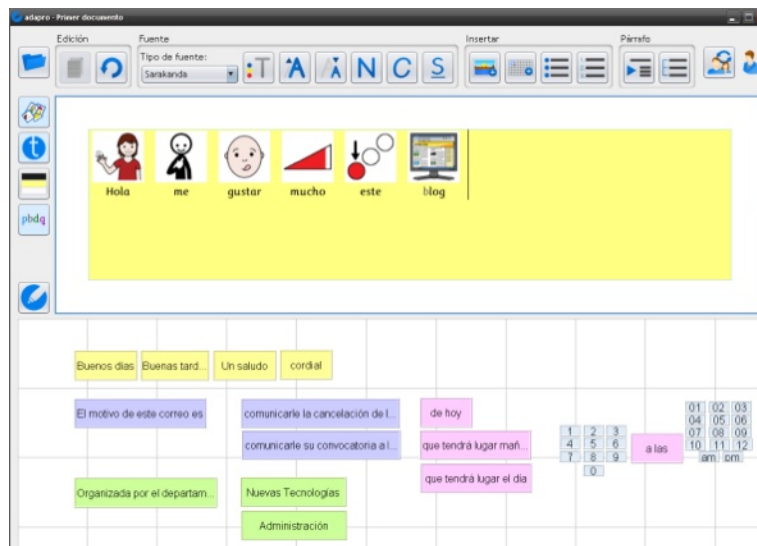 adapro - Primer documento
Edición Fuente Insertar Párrafo
Tipo de fuente:
Sarakanda
T A A N C S
t
pbdq
Hola me gustar mucho este blog
Buenos días Buenas tard... Un saludo cordial
El motivo de este correo es comunicarle la cancelación de l... de hoy
comunicarle su convocatoria a l... que tendrá lugar mañ... a las
Organizada por el departam... Nuevas Tecnologías que tendrá lugar el día
Administración
1 2 3
4 5 6
7 8 9
0
01 02 03
04 05 06
07 08 09
10 11 12
am pm